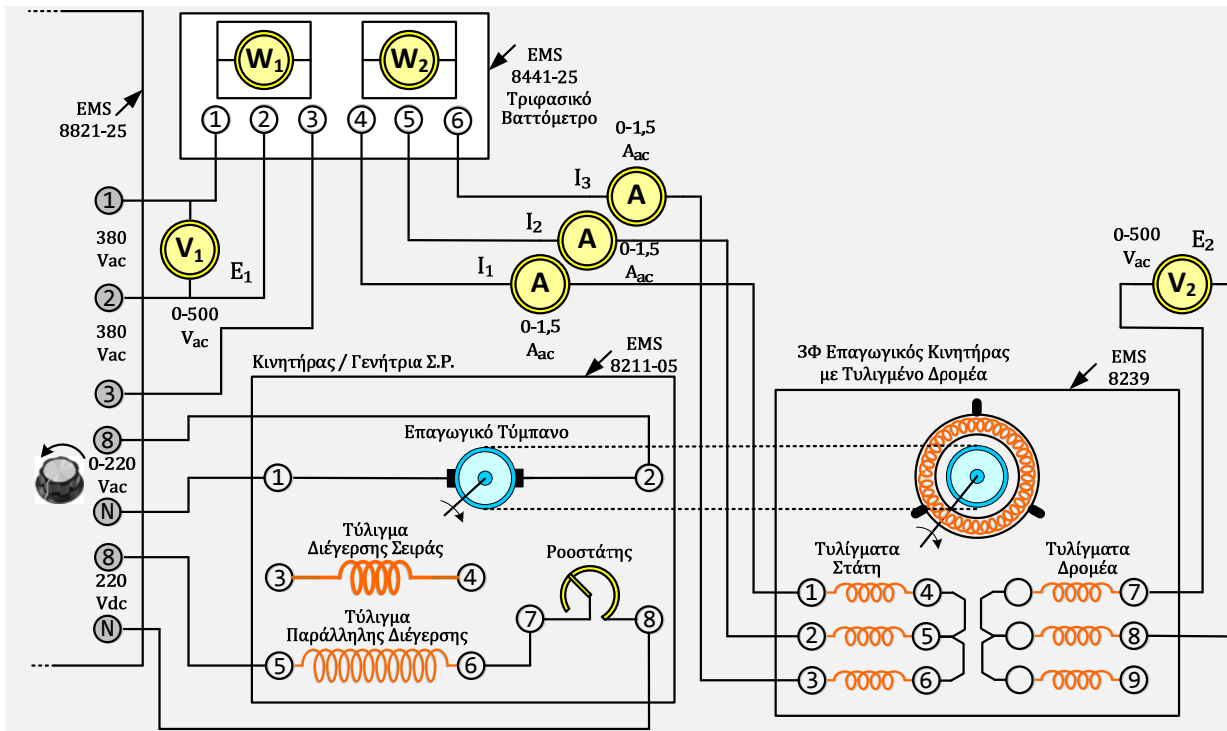 W1
W2
EMS
8441-25
Τριφασικό
Βαττόμετρο
1 2 3 4 5 6
EMS
8821-25
0-1,5
Aac
I3
A
I2
A
0-1,5
Aac
I1
A
0-1,5
Aac
1
380
Vac
V1
E1
2
0-500
Vac
380
Vac
3
0-500
Vac
E2
V2
Κινητήρας / Γενήτρια Σ.Ρ.
EMS
8211-05
3Φ Επαγωγικός Κινητήρας
με Τυλιγμένο Δρομέα
EMS
8239
8
0-220
Vac
N
8
220
Vdc
N
Επαγωγικό Τύμπανο
1
2
Τύλιγμα
Διέγερσης Σειράς
3
4
Ροοστάτης
7
8
Τύλιγμα
Παράλληλης Διέγερσης
5
6
Τυλίγματα
Στάτη
1
4
2
5
3
6
Τυλίγματα
Δρομέα
7
8
9